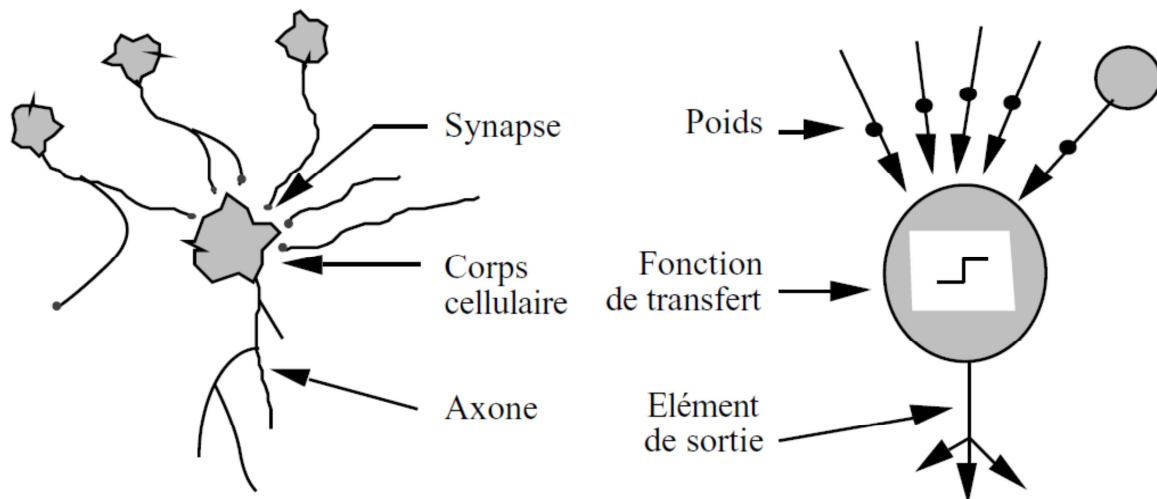 Synapse
Corps
cellulaire
Axone
Poids
Fonction
de transfert
Elément
de sortie